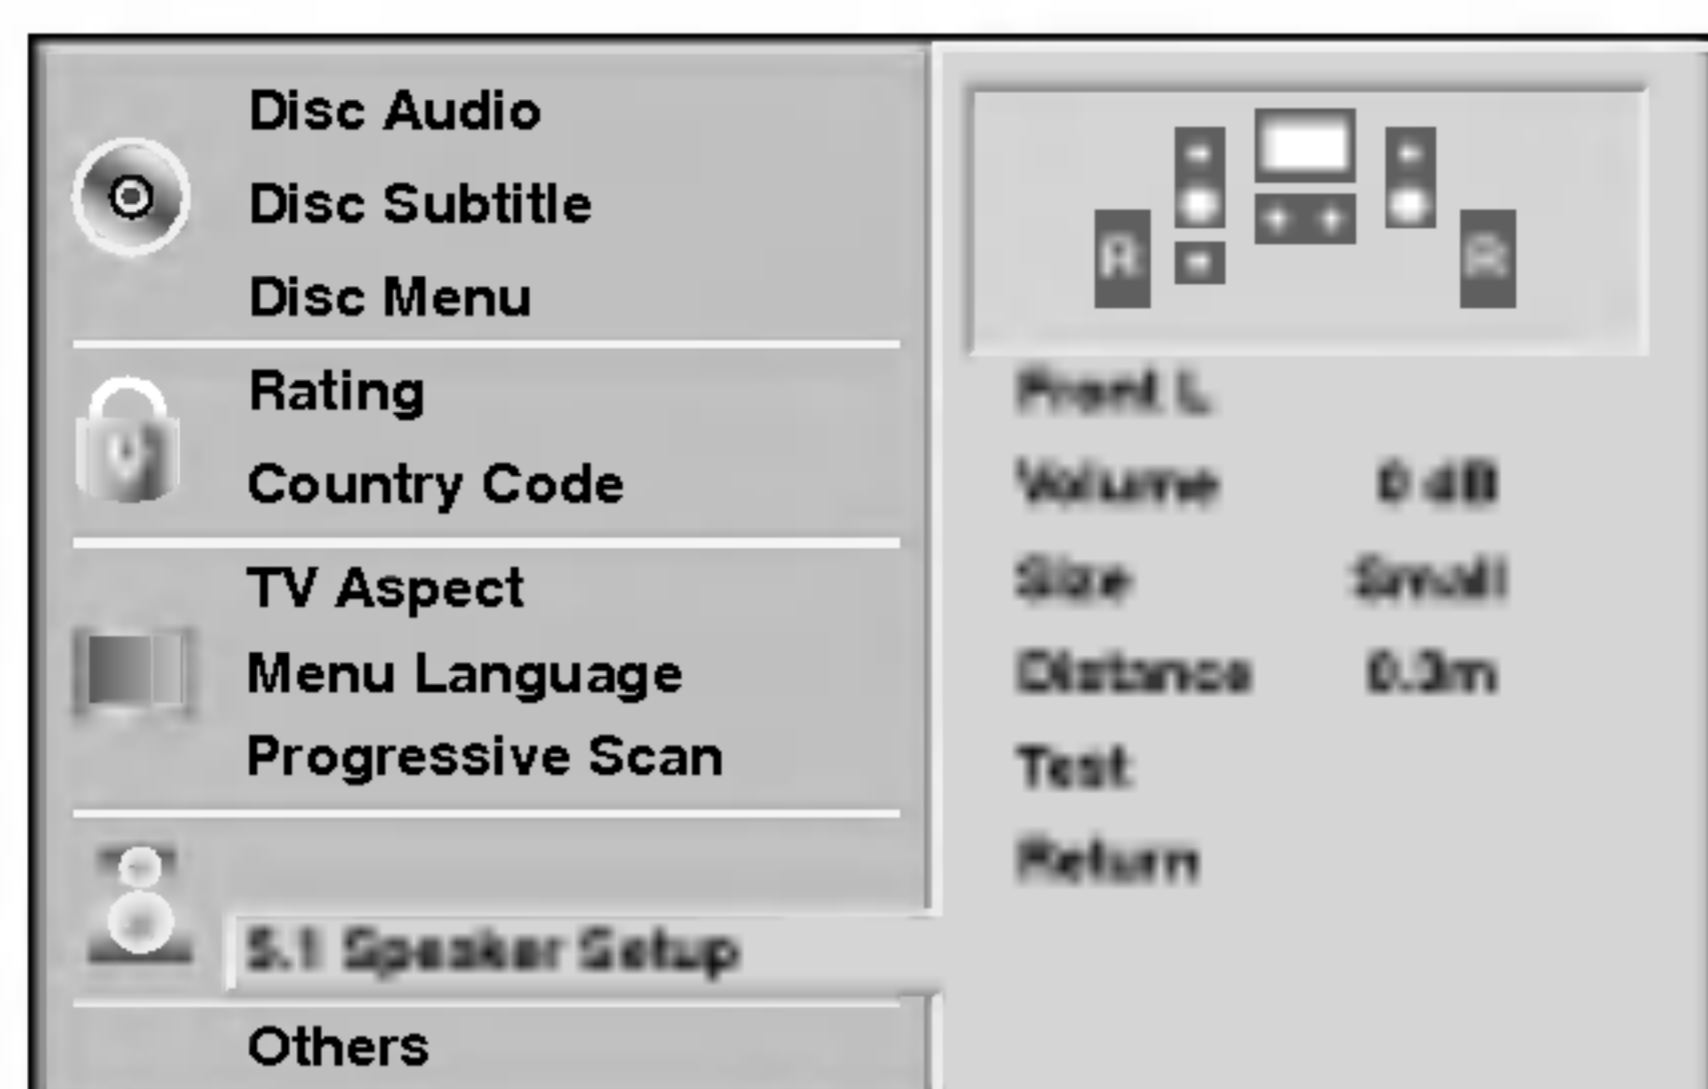 Disc Audio
Disc Subtitle
Disc Menu
Rating
Country Code
TV Aspect
Menu Language
Progressive Scan
5.1 Speaker Setup
Others
R
R
Front L
Volume 0 dB
Size Small
Distance 0.3m
Test
Return